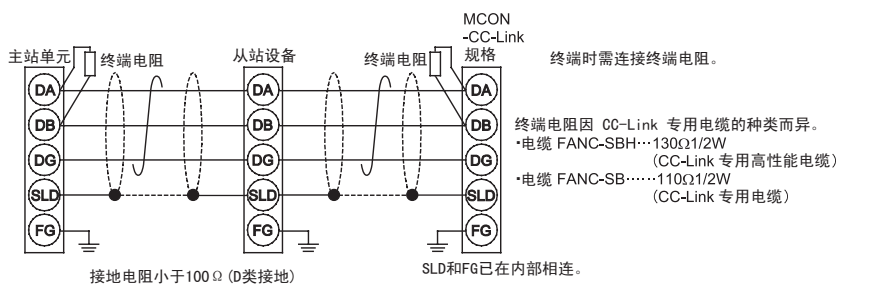 MCON
-CC-Link
规格
主站单元
终端电阻
从站设备
终端电阻
终端时需连接终端电阻。
DA
DA
DA
DB
DB
DB
DG
DG
DG
SLD
SLD
SLD
FG
FG
FG
终端电阻因 CC-Link 专用电缆的种类而异。
·电缆 FANC-SBH···130Ω1/2W
(CC-Link 专用高性能电缆)
·电缆 FANC-SB······110Ω1/2W
(CC-Link 专用电缆)
接地电阻小于100Ω(D类接地)
SLD和FG已在内部相连。